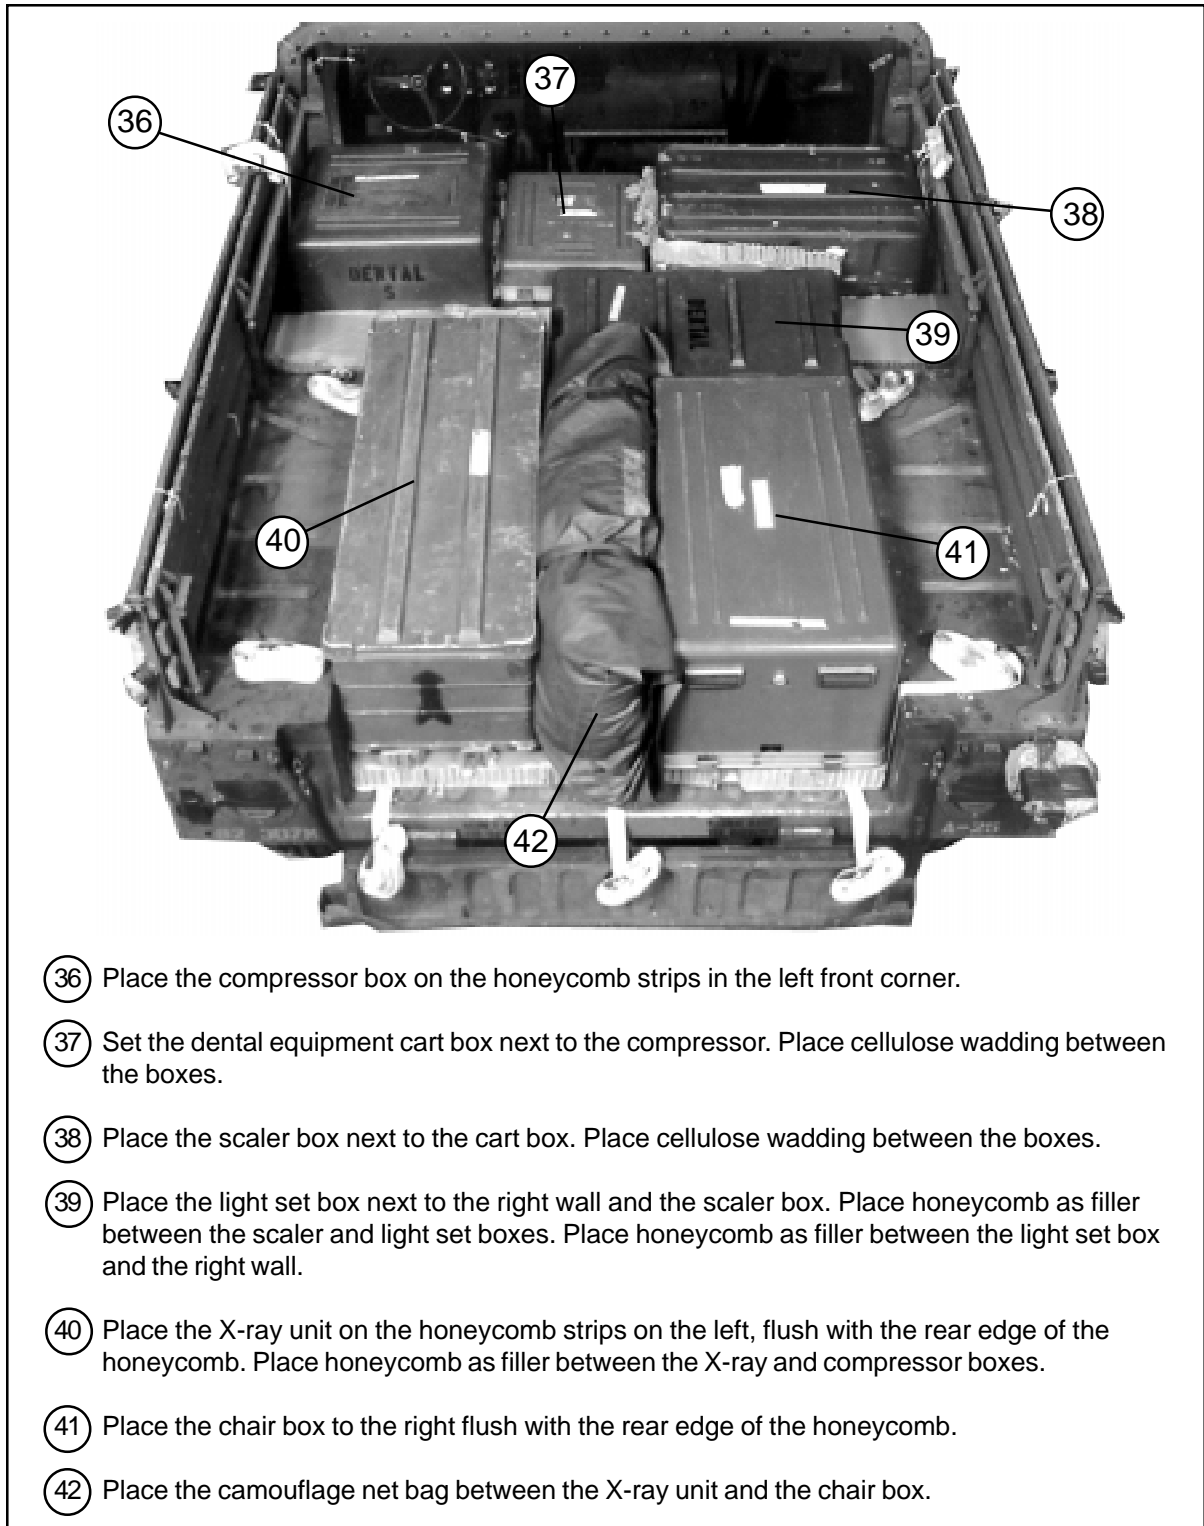 37
36
38
DENTAL
5
DENTAL
39
40
41
42
36 Place the compressor box on the honeycomb strips in the left front corner.
37 Set the dental equipment cart box next to the compressor. Place cellulose wadding between
the boxes.
38 Place the scaler box next to the cart box. Place cellulose wadding between the boxes.
39 Place the light set box next to the right wall and the scaler box. Place honeycomb as filler
between the scaler and light set boxes. Place honeycomb as filler between the light set box
and the right wall.
40 Place the X-ray unit on the honeycomb strips on the left, flush with the rear edge of the
honeycomb. Place honeycomb as filler between the X-ray and compressor boxes.
41 Place the chair box to the right flush with the rear edge of the honeycomb.
42 Place the camouflage net bag between the X-ray unit and the chair box.